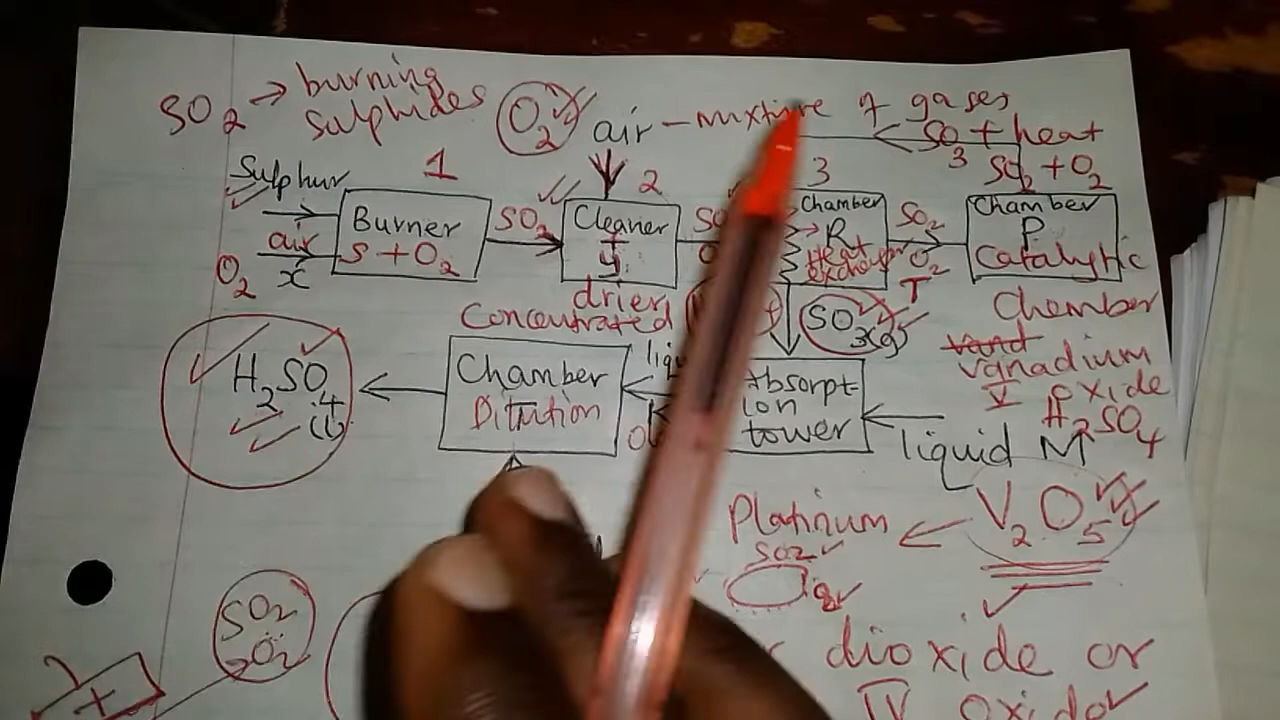 SO2 → burning
sulphides
O2 air – mixture of gases
SO3 + heat
SO2 + O2
Sulphur
1
2
3
air
O2 x
Burner
S + O2
SO2
Cleaner
+
y
drier
Chamber
R
Heat
exchanger
SO2
O2
T
Chamber
P
Catalytic
Chamber
vanadium
V oxide
Concentrated
SO3(g)
H2SO4
(l)
Chamber
Dilution
Absorpt-
ion
tower
H2SO4
liquid M
V2O5
Platinum
SO2
SO2
O2
dioxide or
IV oxide